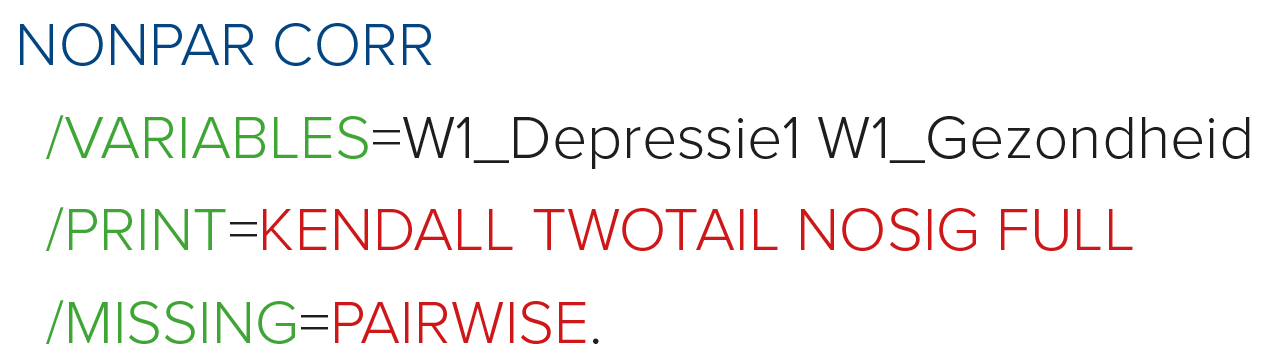 NONPAR CORR
/VARIABLES=W1_Depressie1 W1_Gezondheid
/PRINT=KENDALL TWOTAIL NOSIG FULL
/MISSING=PAIRWISE.